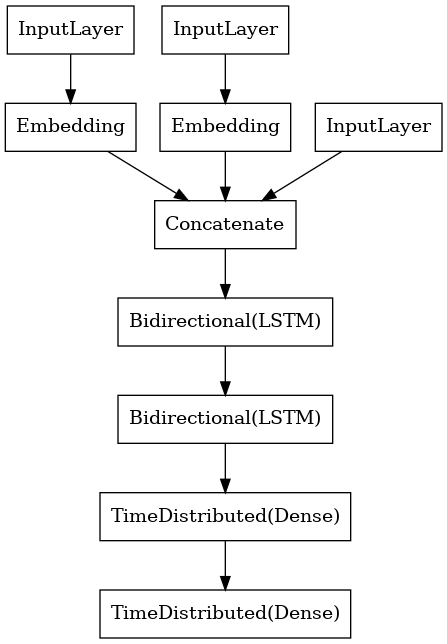 InputLayer
InputLayer
Embedding
Embedding
InputLayer
Concatenate
Bidirectional(LSTM)
Bidirectional(LSTM)
TimeDistributed(Dense)
TimeDistributed(Dense)